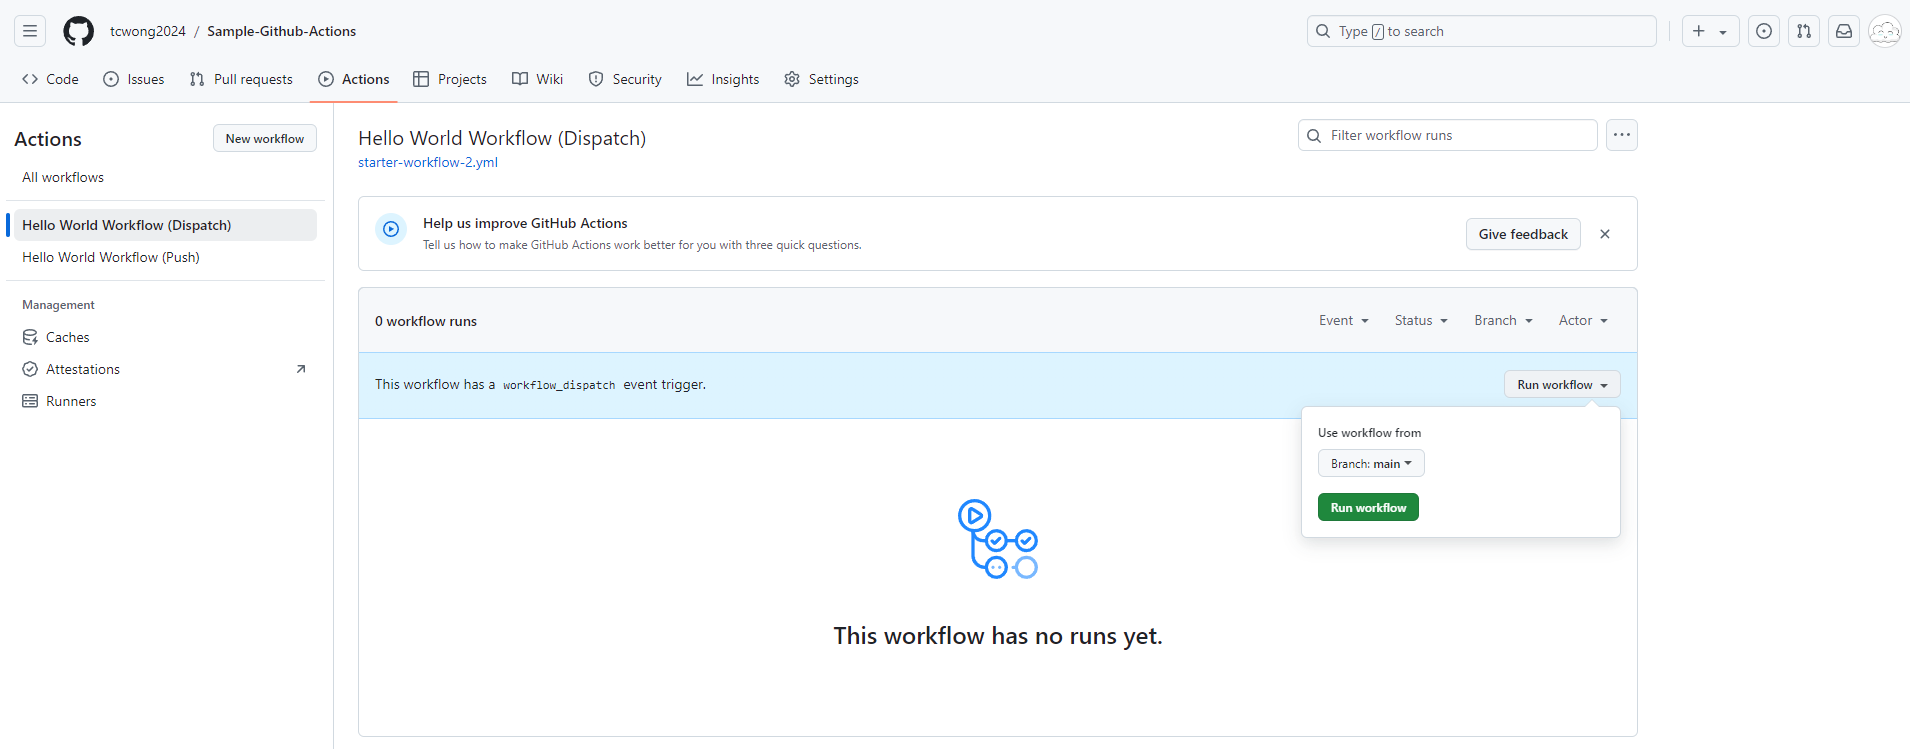 tcwong2024 / Sample-Github-Actions
Type / to search
Code
Issues
Pull requests
Actions
Projects
Wiki
Security
Insights
Settings
Actions
New workflow
All workflows
Hello World Workflow (Dispatch)
Hello World Workflow (Push)
Management
Caches
Attestations
Runners
Hello World Workflow (Dispatch)
starter-workflow-2.yml
Filter workflow runs
Help us improve GitHub Actions
Tell us how to make GitHub Actions work better for you with three quick questions.
Give feedback
0 workflow runs
Event
Status
Branch
Actor
This workflow has a workflow_dispatch event trigger.
Run workflow
Use workflow from
Branch: main
Run workflow
This workflow has no runs yet.